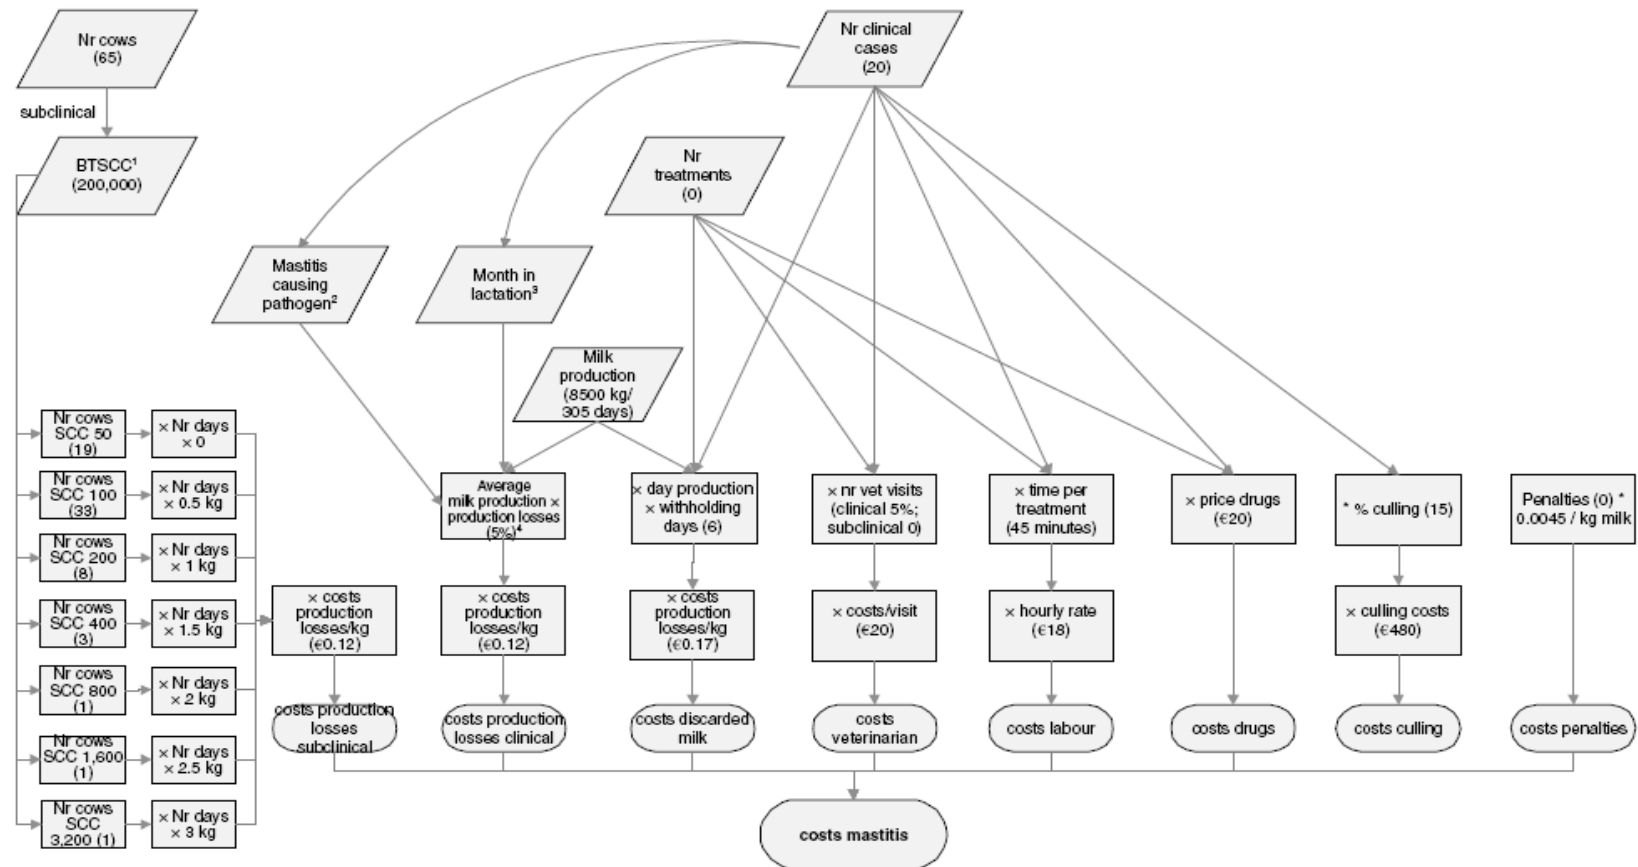 Nr cows
(65)
subclinical
BTSCC¹
(200,000)
Nr clinical
cases
(20)
Nr
treatments
(0)
Mastitis
causing
pathogen²
Month in
lactation³
Milk
production
(8500 kg/
305 days)
Nr cows
SCC 50
(19)
× Nr days
× 0
Nr cows
SCC 100
(33)
× Nr days
× 0.5 kg
Nr cows
SCC 200
(8)
× Nr days
× 1 kg
Nr cows
SCC 400
(3)
× Nr days
× 1.5 kg
Nr cows
SCC 800
(1)
× Nr days
× 2 kg
Nr cows
SCC 1,600
(1)
× Nr days
× 2.5 kg
Nr cows
SCC
3,200 (1)
× Nr days
× 3 kg
× costs
production
losses/kg
(€0.12)
costs production
losses
subclinical
Average
milk production ×
production losses
(5%)⁴
× costs
production
losses/kg
(€0.12)
costs production
losses clinical
× day production
× withholding
days (6)
× costs
production
losses/kg
(€0.17)
costs discarded
milk
× nr vet visits
(clinical 5%;
subclinical 0)
× costs/visit
(€20)
costs
veterinarian
× time per
treatment
(45 minutes)
× hourly rate
(€18)
costs labour
× price drugs
(€20)
costs drugs
* % culling (15)
× culling costs
(€480)
costs culling
Penalties (0) *
0.0045 / kg milk
costs penalties
costs mastitis